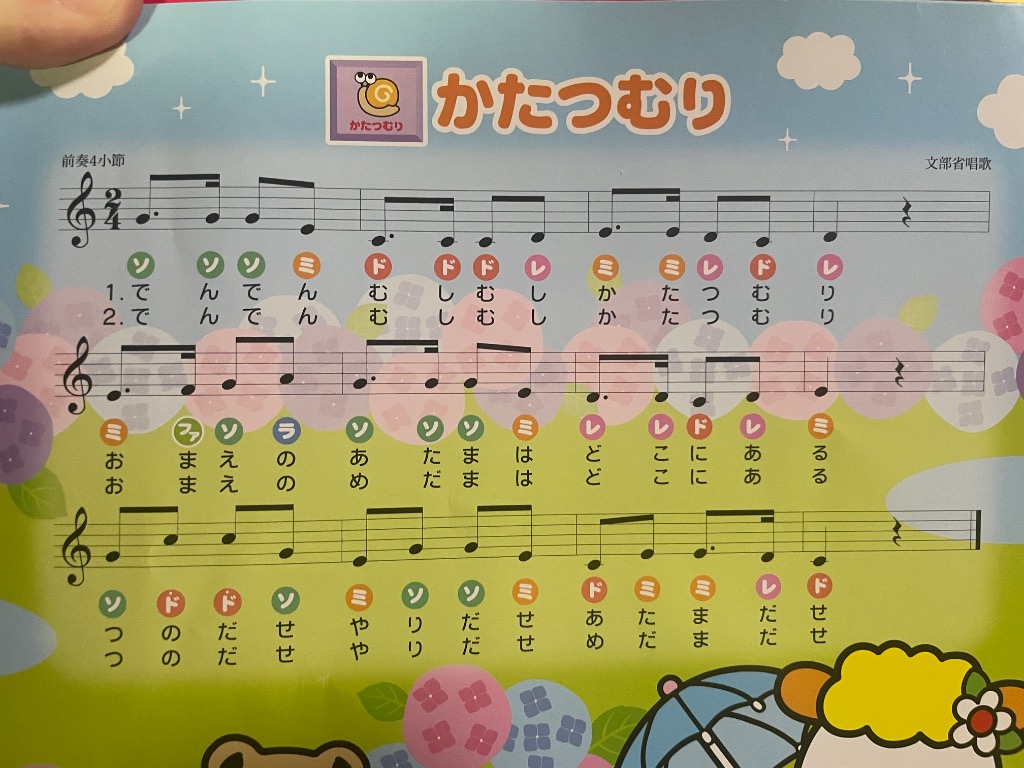 かたつむり
かたつむり
前奏4小節
文部省唱歌
2
4
ソ ソ ソ ミ ド ド ド レ ミ ミ レ ド レ
1. で ん で ん む し む し か た つ む り
2. で ん で ん む し む し か た つ む り
ミ ファ ソ ラ ソ ソ ソ ミ レ レ ド レ ミ
お ま え の あ た ま は ど こ に あ る
お ま え の め だ ま は ど こ に あ る
ソ ド ド ソ ミ ソ ソ ミ ド ミ ミ レ ド
つ の だ せ や り だ せ あ た ま だ せ
つ の だ せ や り だ せ め だ ま だ せ